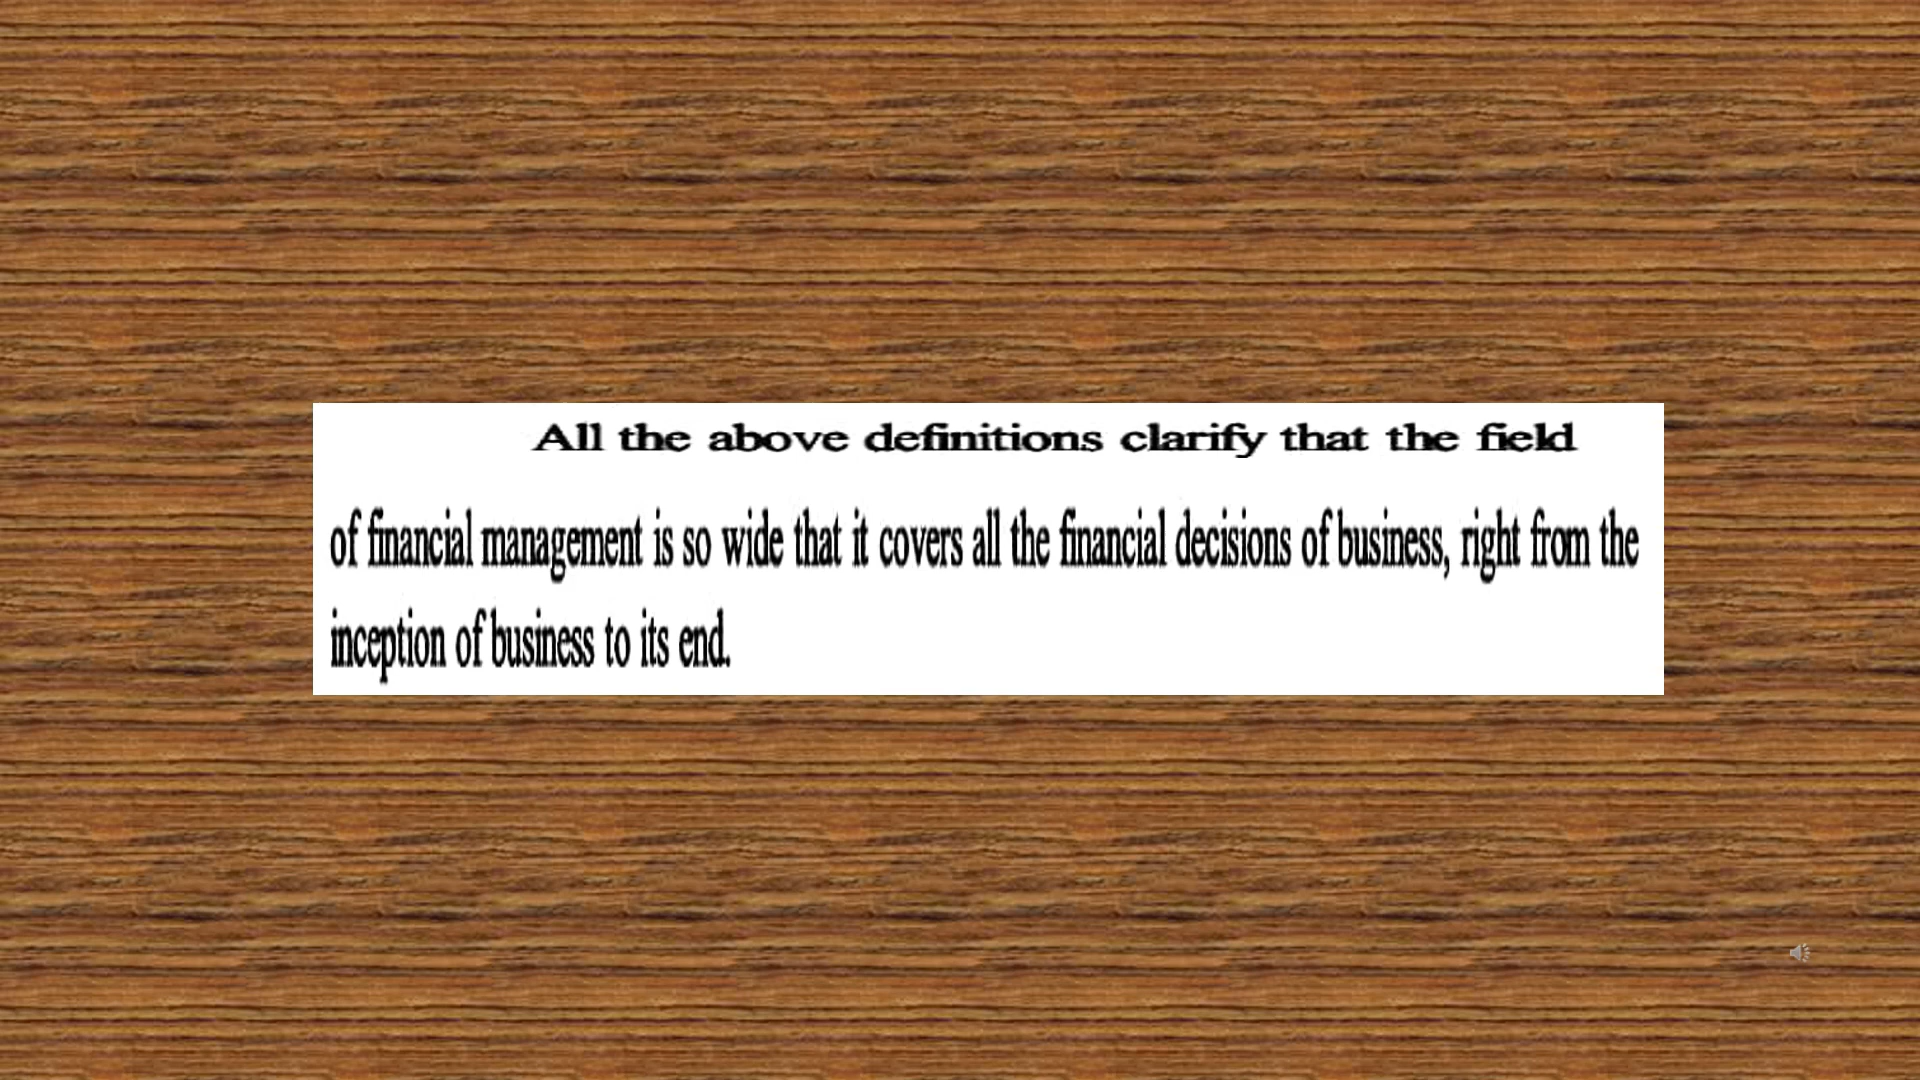 All the above definitions clarify that the field
of financial management is so wide that it covers all the financial decisions of business, right from the
inception of business to its end.